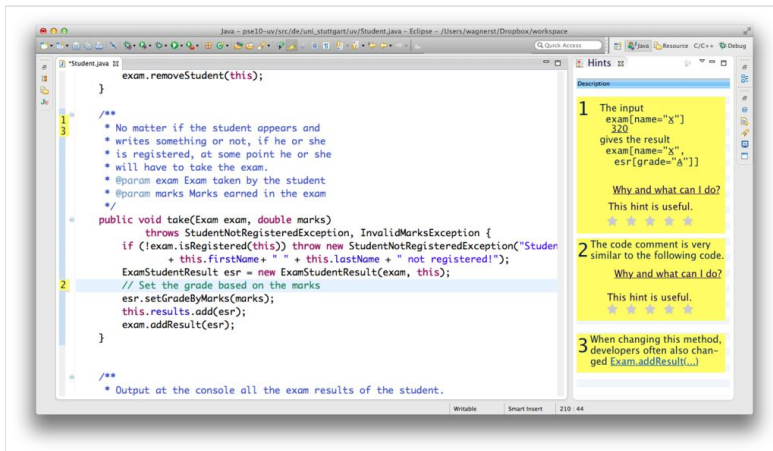 Java - pse10-uv/src/de/uni_stuttgart/uv/Student.java - Eclipse - /Users/wagnerst/Dropbox/workspace
Quick Access
Java
Resource
C/C++
Debug
*Student.java
exam.removeStudent(this);
}
1
3
/**
* No matter if the student appears and
* writes something or not, if he or she
* is registered, at some point he or she
* will have to take the exam.
* @param exam Exam taken by the student
* @param marks Marks earned in the exam
*/
public void take(Exam exam, double marks)
throws StudentNotRegisteredException, InvalidMarksException {
if (!exam.isRegistered(this)) throw new StudentNotRegisteredException("Studen
+ this.firstName+ " " + this.lastName + " not registered!");
ExamStudentResult esr = new ExamStudentResult(exam, this);
2
// Set the grade based on the marks
esr.setGradeByMarks(marks);
this.results.add(esr);
exam.addResult(esr);
}
/**
* Output at the console all the exam results of the student.
Hints
Description
1
The input
exam[name="X"]
320
gives the result
exam[name="X",
esr[grade="A"]]
Why and what can I do?
This hint is useful.
2
The code comment is very
similar to the following code.
Why and what can I do?
This hint is useful.
3
When changing this method,
developers often also chan-
ged Exam.addResult(...)
Writable
Smart Insert
210 : 44